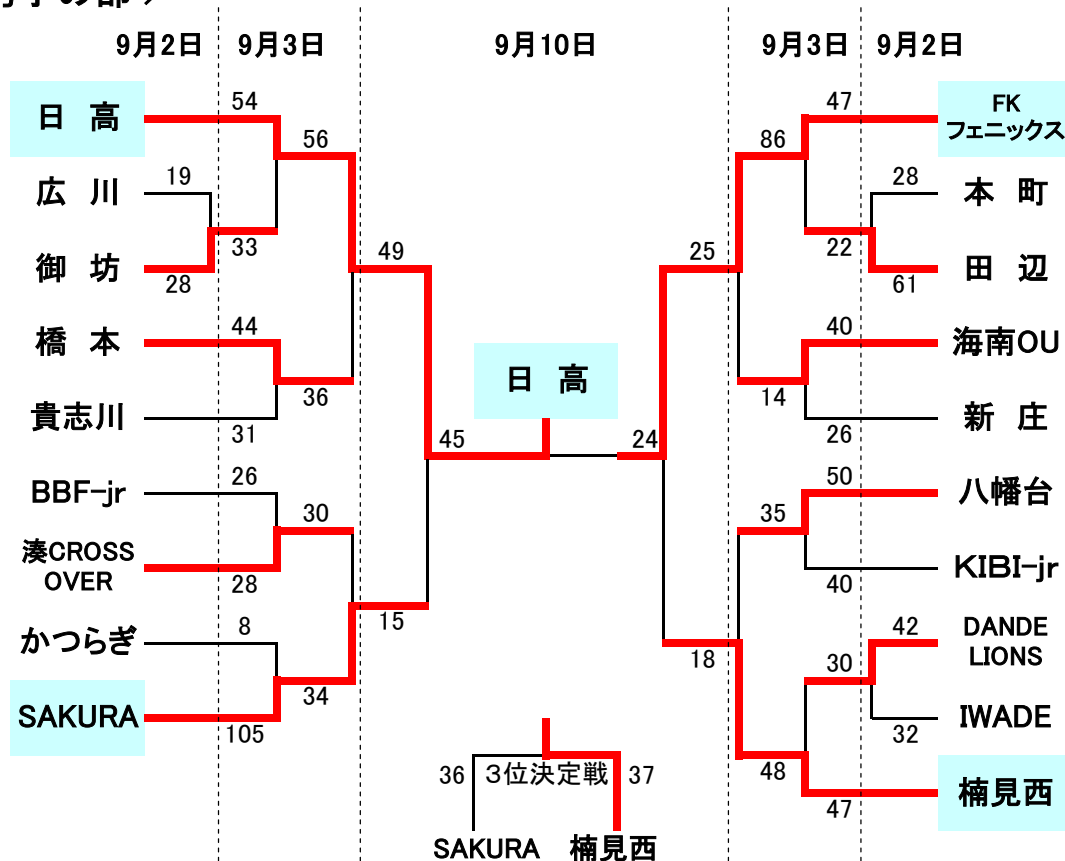 9月2日 9月3日 9月10日 9月3日 9月2日
日 高
54
56
広 川
19
御 坊
28
33
49
橋 本
44
36
貴志川
31
45
BBF-jr
26
30
湊CROSS
OVER
28
15
かつらぎ
8
34
SAKURA
105
日 高
FK
フェニックス
47
86
本 町
28
田 辺
61
22
25
海南OU
40
14
新 庄
26
24
八幡台
50
35
KIBI-jr
40
18
DANDE
LIONS
42
30
IWADE
32
48
楠見西
47
36 3位決定戦 37
SAKURA 楠見西